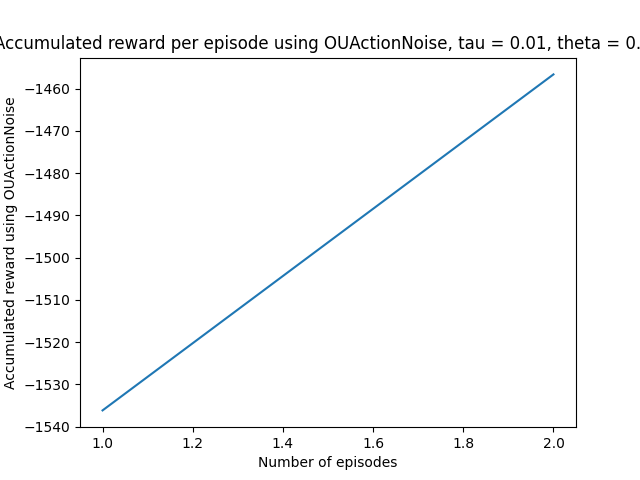 Accumulated reward per episode using OUActionNoise, tau = 0.01, theta = 0.
Accumulated reward using OUActionNoise
−1460
−1470
−1480
−1490
−1500
−1510
−1520
−1530
−1540
1.0 1.2 1.4 1.6 1.8 2.0
Number of episodes